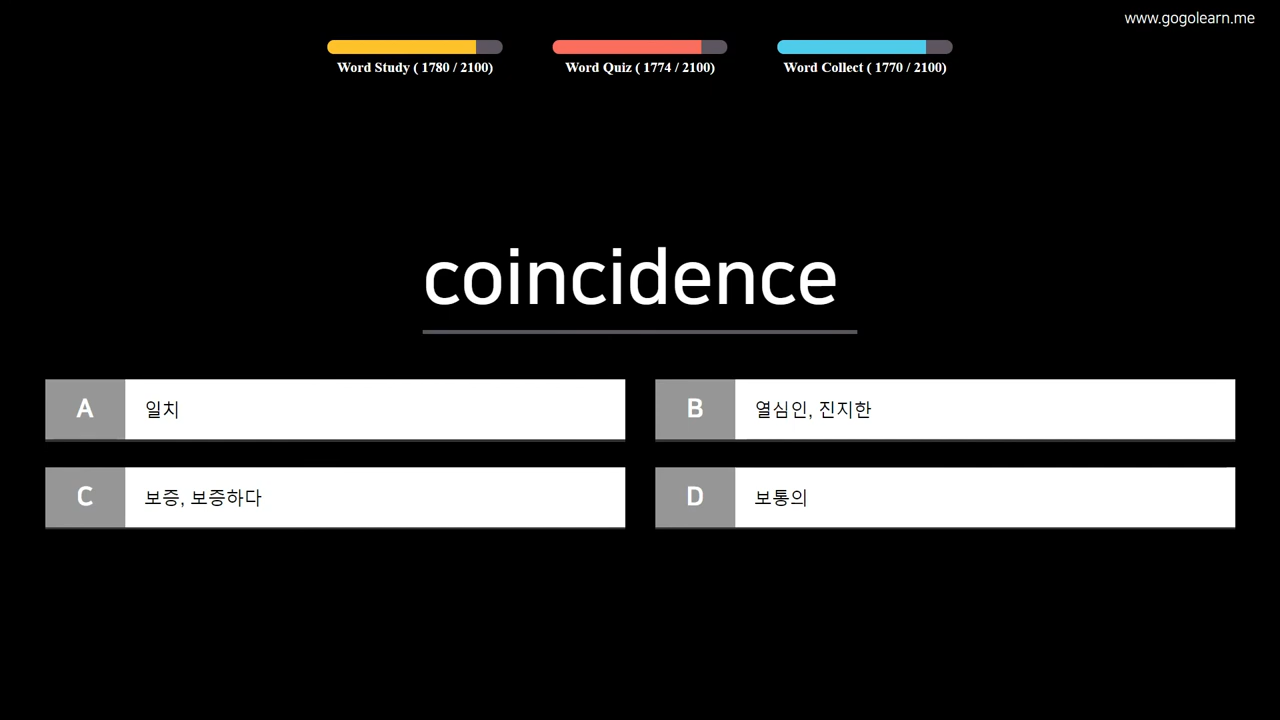 www.gogolearn.me
Word Study ( 1780 / 2100)
Word Quiz ( 1774 / 2100)
Word Collect ( 1770 / 2100)
coincidence
A 일치
B 열심인, 진지한
C 보증, 보증하다
D 보통의